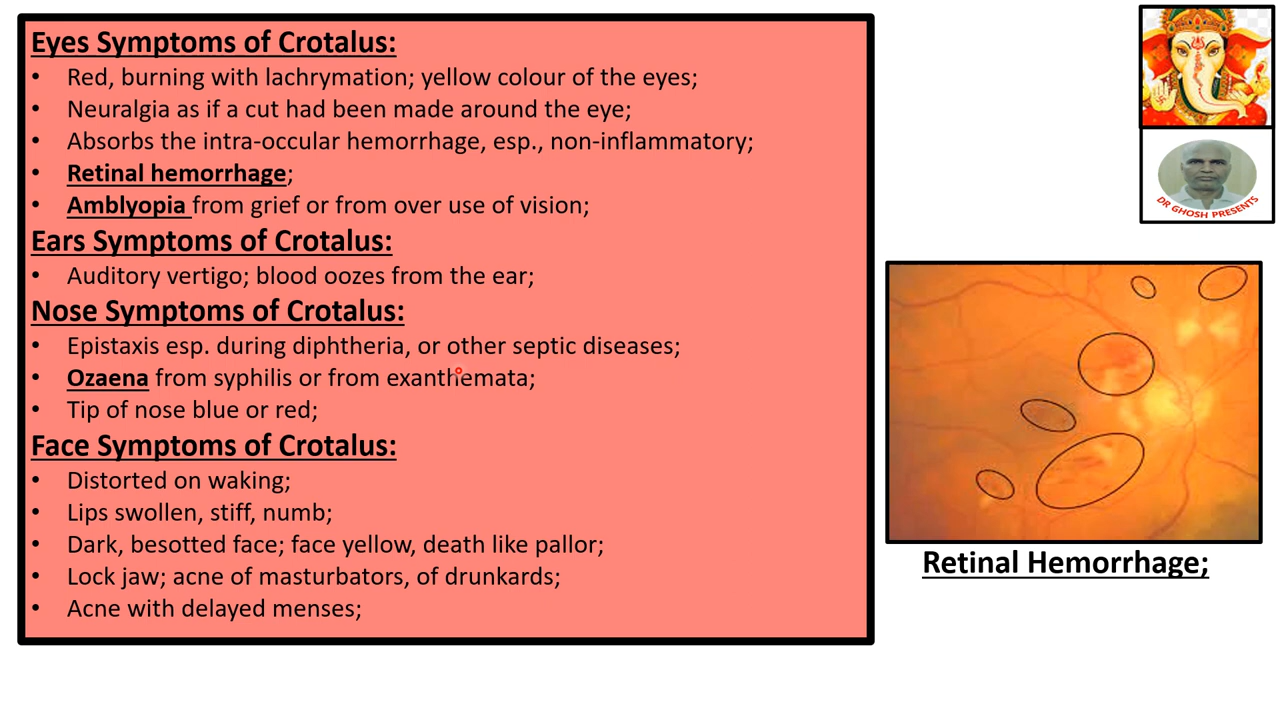 Eyes Symptoms of Crotalus:
• Red, burning with lachrymation; yellow colour of the eyes;
• Neuralgia as if a cut had been made around the eye;
• Absorbs the intra-occular hemorrhage, esp., non-inflammatory;
• Retinal hemorrhage;
• Amblyopia from grief or from over use of vision;
Ears Symptoms of Crotalus:
• Auditory vertigo; blood oozes from the ear;
Nose Symptoms of Crotalus:
• Epistaxis esp. during diphtheria, or other septic diseases;
• Ozaena from syphilis or from exanthemata;
• Tip of nose blue or red;
Face Symptoms of Crotalus:
• Distorted on waking;
• Lips swollen, stiff, numb;
• Dark, besotted face; face yellow, death like pallor;
• Lock jaw; acne of masturbators, of drunkards;
• Acne with delayed menses;
DR GHOSH PRESENTS
Retinal Hemorrhage;